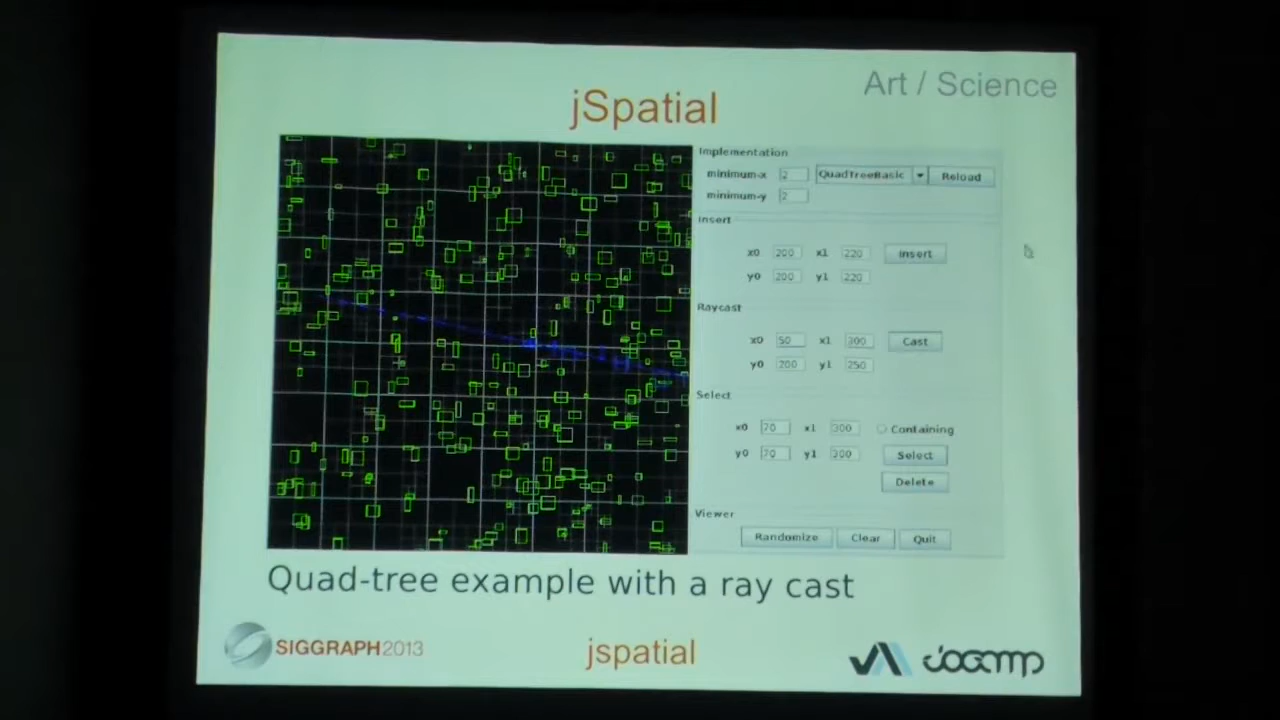 Art / Science
jSpatial
Implementation
minimum-x 2 QuadTreeBasic Reload
minimum-y 2
Insert
x0 200 x1 220 Insert
y0 200 y1 220
Raycast
x0 50 x1 300 Cast
y0 200 y1 250
Select
x0 70 x1 300 Containing
y0 70 y1 300 Select
Delete
Viewer
Randomize Clear Quit
Quad-tree example with a ray cast
SIGGRAPH2013
jspatial
JOGAMP